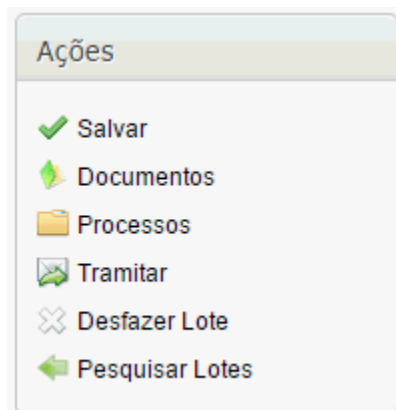 Ações
Salvar
Documentos
Processos
Tramitar
Desfazer Lote
Pesquisar Lotes